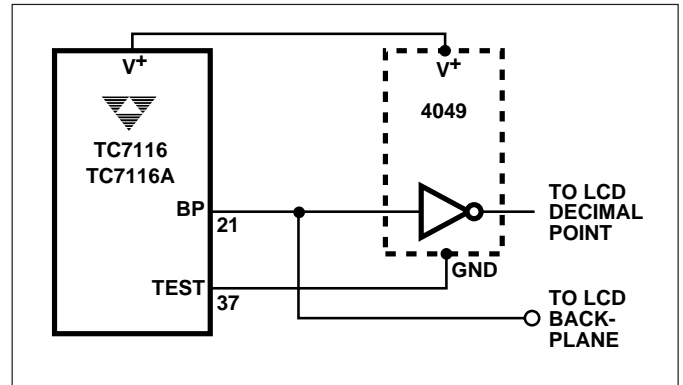 V+
V+
4049
TC7116
TC7116A
BP
21
TO LCD
DECIMAL
POINT
GND
TEST
37
TO LCD
BACK-
PLANE